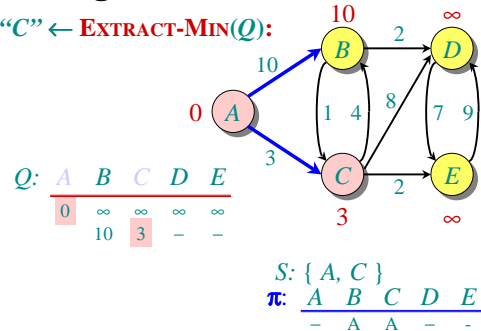 “C” ← EXTRACT-MIN(Q):
10 ∞
B 2 D
10
0 A 1 4 8 7 9
3
C 2 E
3 ∞
Q: A B C D E
0 ∞ ∞ ∞ ∞
10 3 – –
S: { A, C }
π: A B C D E
– A A – -